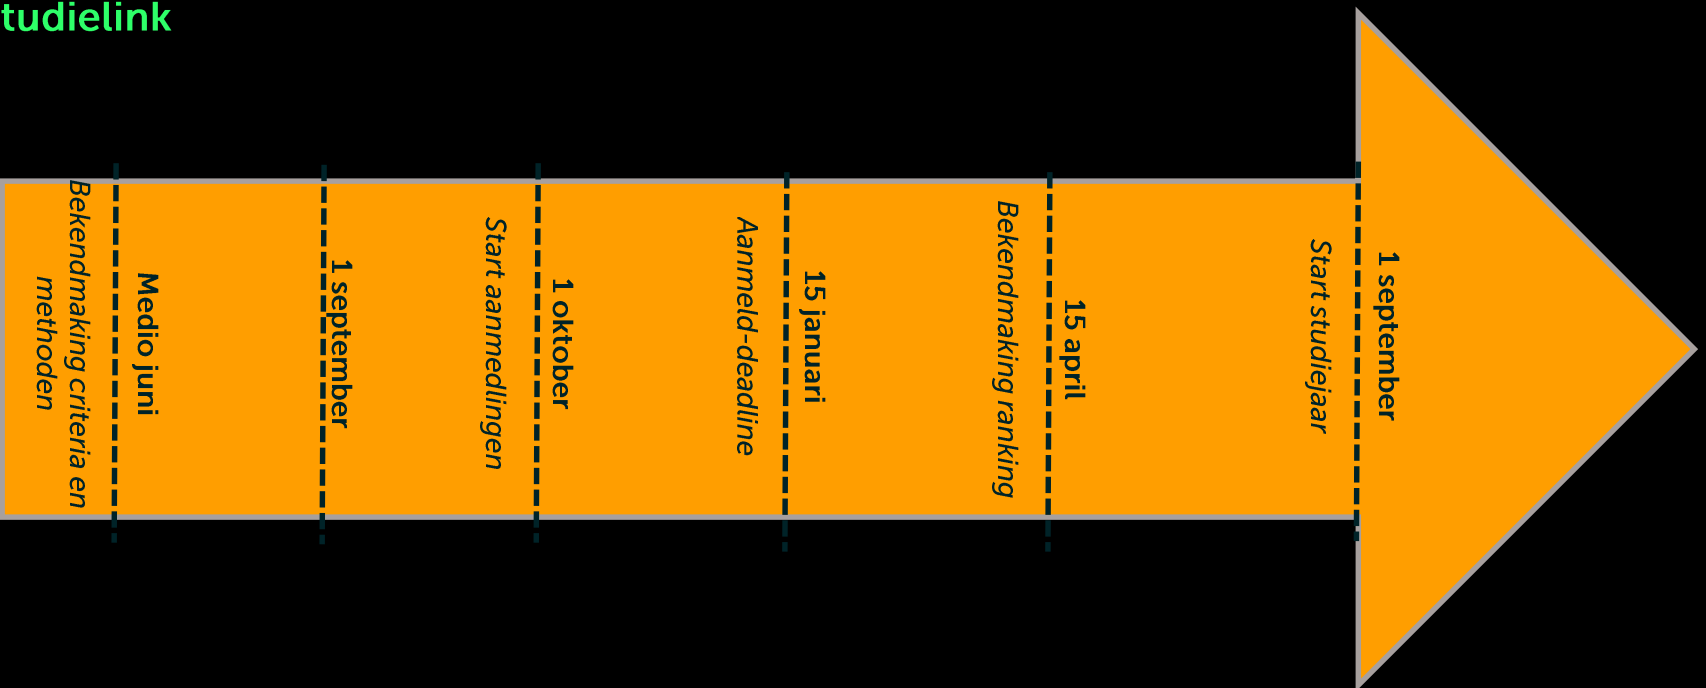 tudielink
Medio juni
Bekendmaking criteria en
methoden
1 september
1 oktober
Start aanmedlingen
15 januari
Aanmeld-deadline
15 april
Bekendmaking ranking
1 september
Start studiejaar